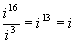 i^16 / i^3 = i^13 = i